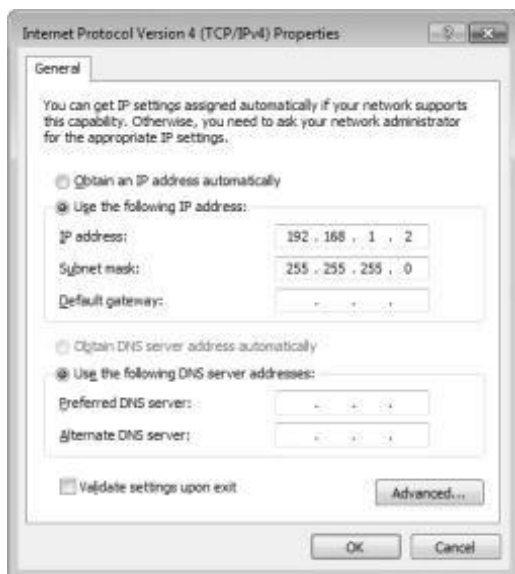 Internet Protocol Version 4 (TCP/IPv4) Properties
General
You can get IP settings assigned automatically if your network supports
this capability. Otherwise, you need to ask your network administrator
for the appropriate IP settings.
Obtain an IP address automatically
Use the following IP address:
IP address: 192 . 168 . 1 . 2
Subnet mask: 255 . 255 . 255 . 0
Default gateway: . . .
Obtain DNS server address automatically
Use the following DNS server addresses:
Preferred DNS server: . . .
Alternate DNS server: . . .
Validate settings upon exit
Advanced...
OK Cancel